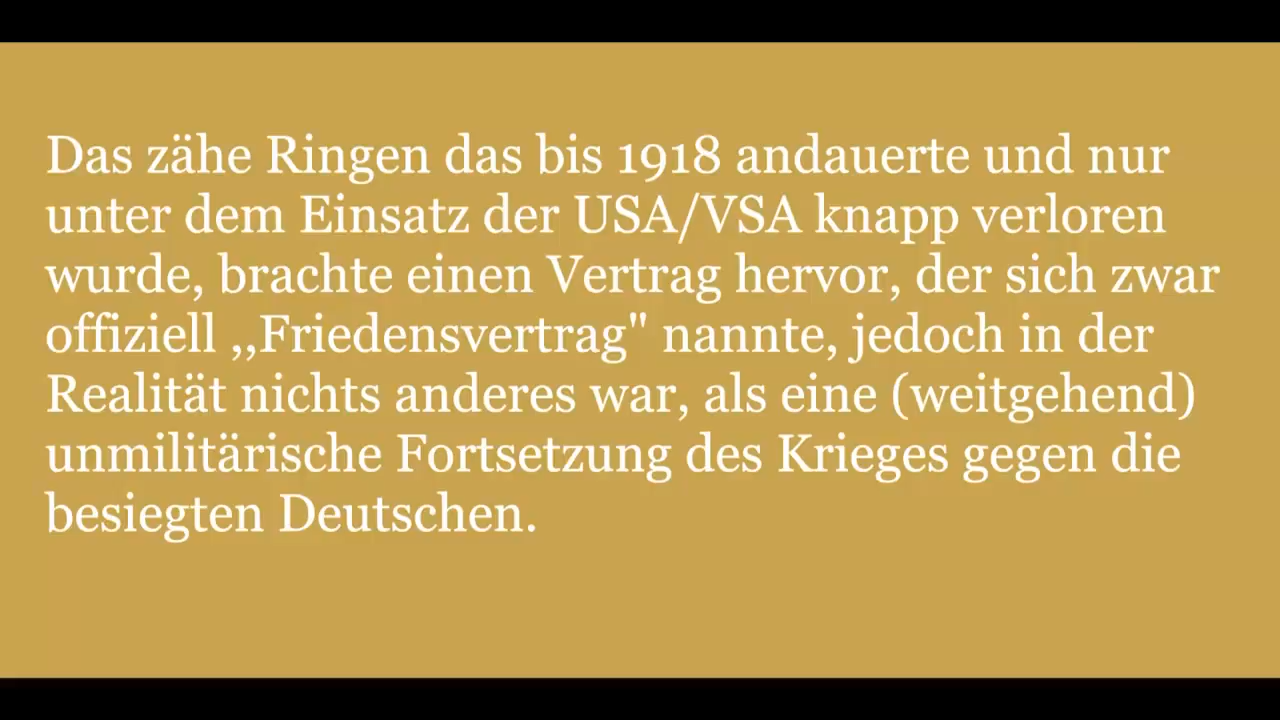 Das zähe Ringen das bis 1918 andauerte und nur
unter dem Einsatz der USA/VSA knapp verloren
wurde, brachte einen Vertrag hervor, der sich zwar
offiziell ,,Friedensvertrag" nannte, jedoch in der
Realität nichts anderes war, als eine (weitgehend)
unmilitärische Fortsetzung des Krieges gegen die
besiegten Deutschen.